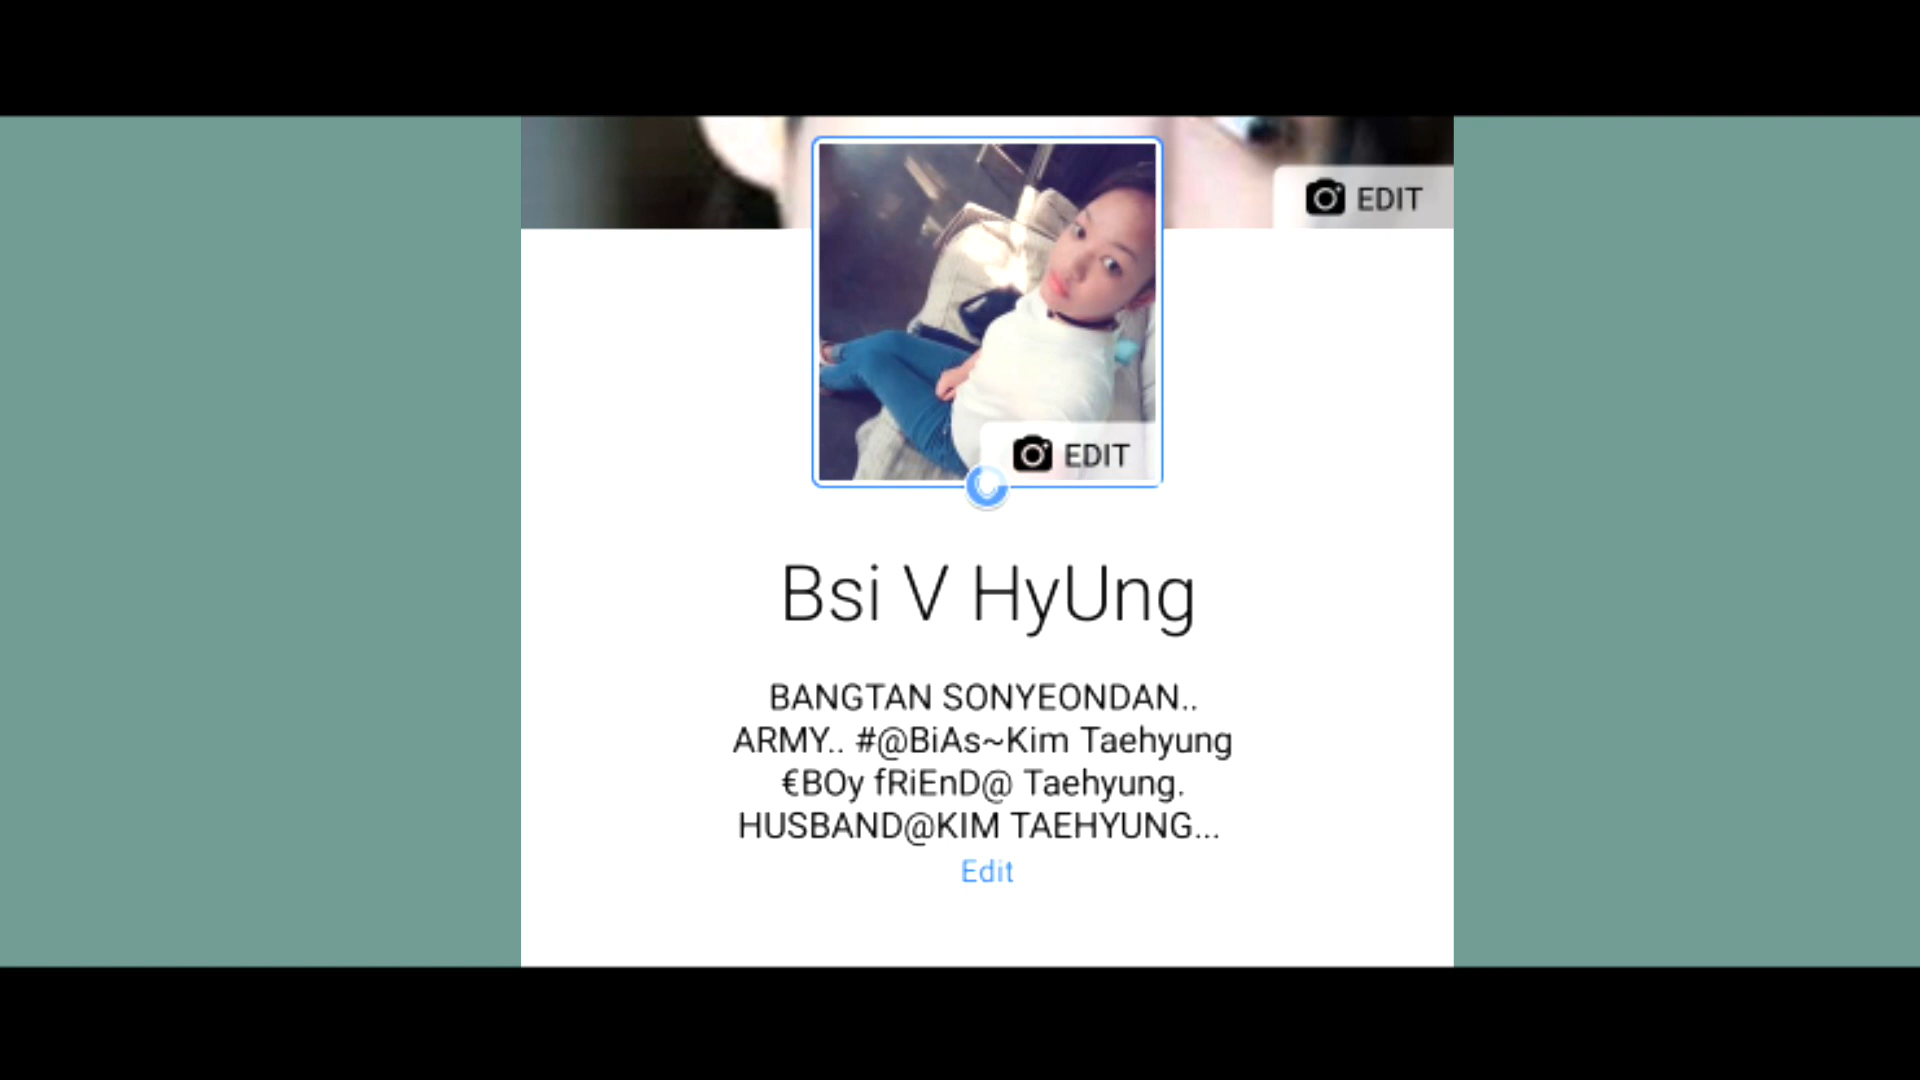 EDIT
EDIT
Bsi V HyUng
BANGTAN SONYEONDAN..
ARMY.. #@BiAs~Kim Taehyung
€BOy fRiEnD@ Taehyung.
HUSBAND@KIM TAEHYUNG...
Edit